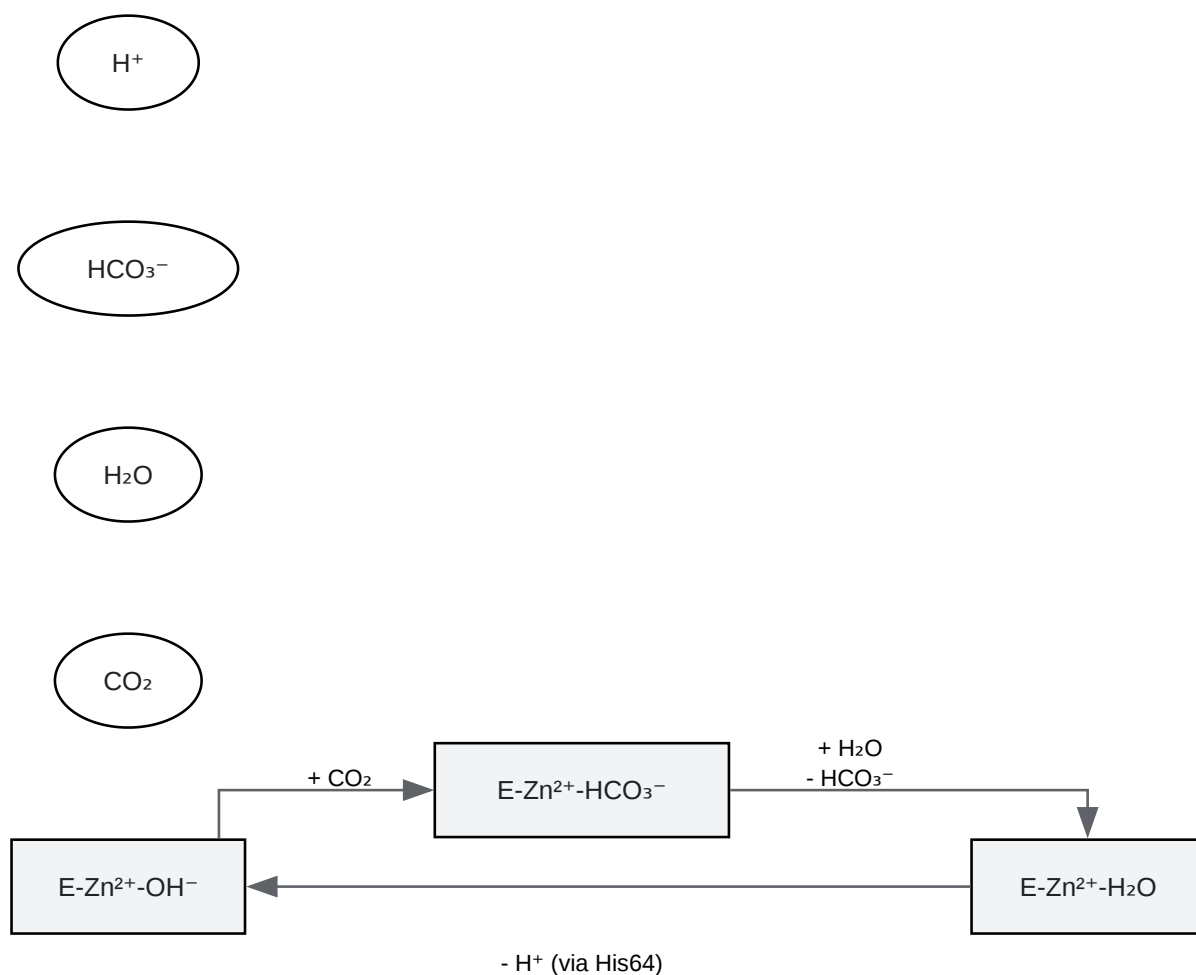 H⁺
HCO₃⁻
H₂O
CO₂
+ CO₂
E-Zn²⁺-HCO₃⁻
+ H₂O
- HCO₃⁻
E-Zn²⁺-OH⁻
E-Zn²⁺-H₂O
- H⁺ (via His64)